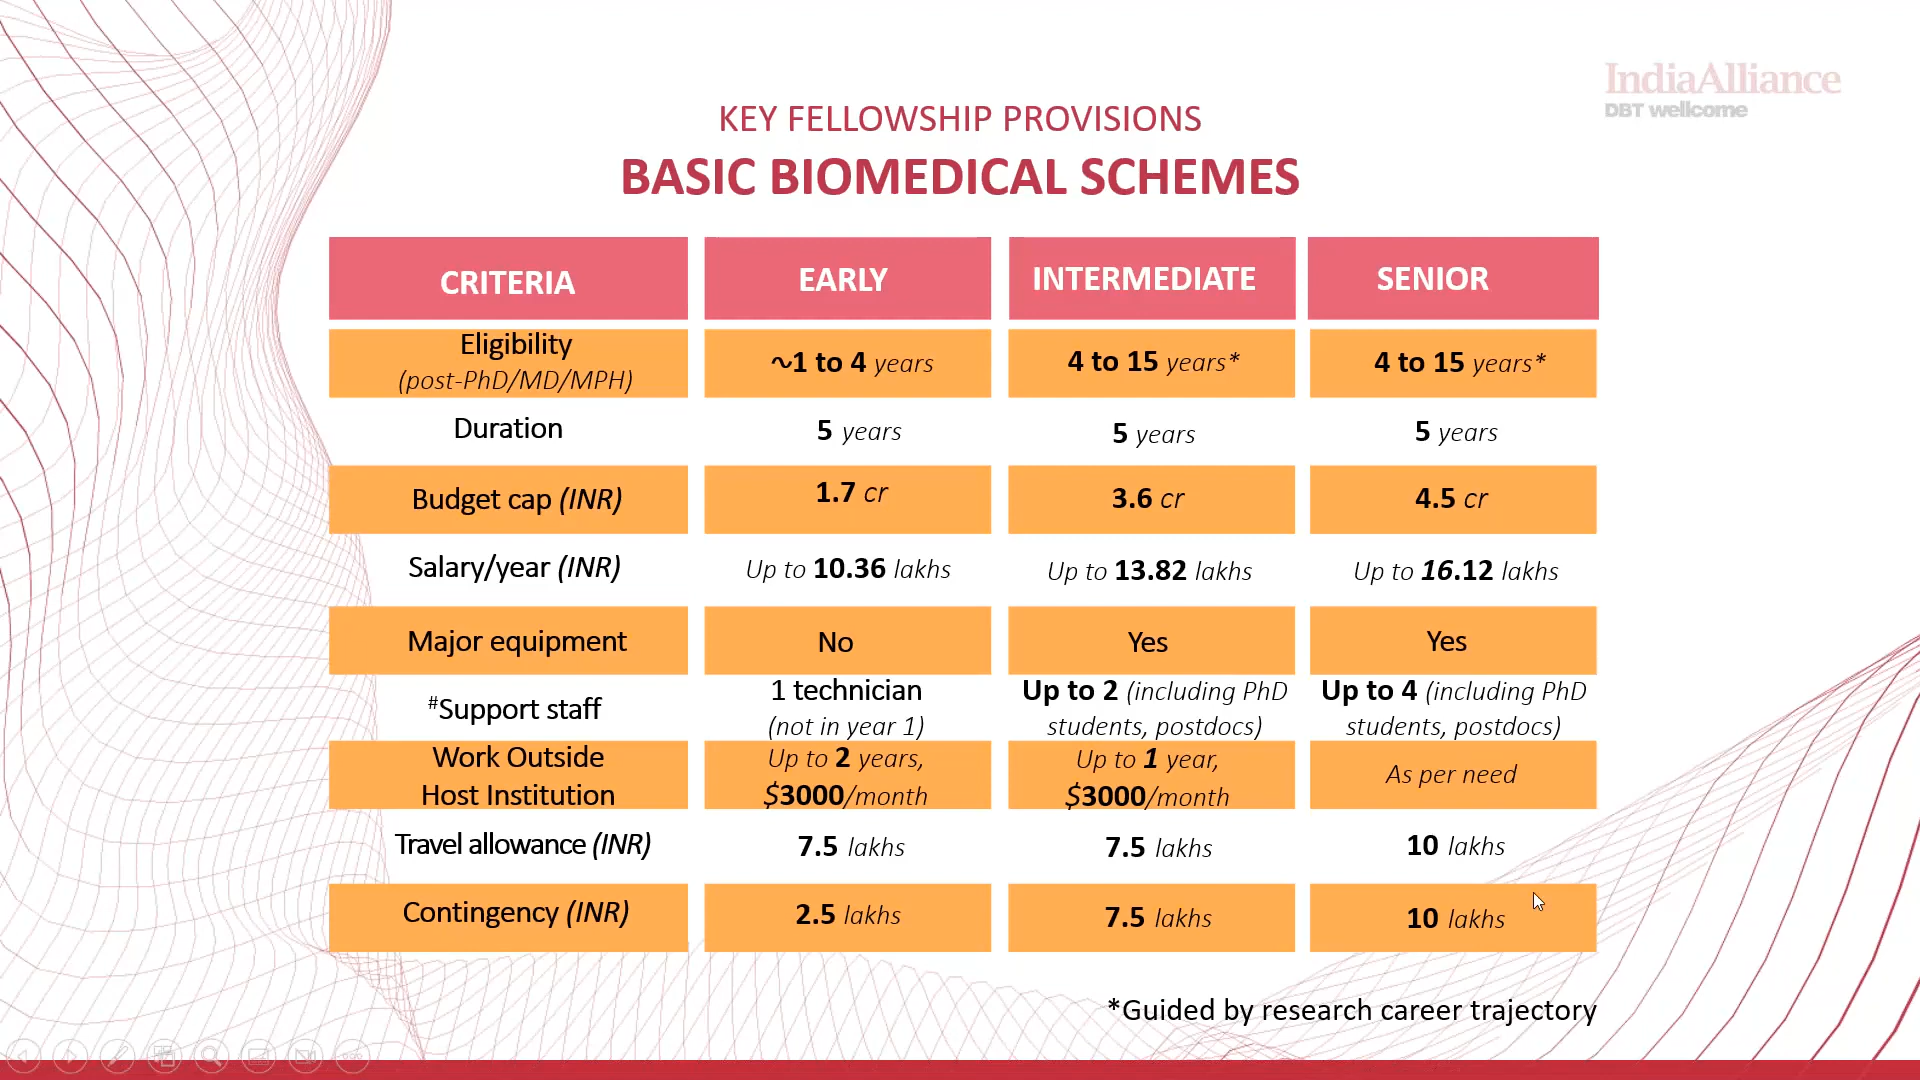 IndiaAlliance
DBT wellcome
KEY FELLOWSHIP PROVISIONS
BASIC BIOMEDICAL SCHEMES
CRITERIA EARLY INTERMEDIATE SENIOR
Eligibility
(post-PhD/MD/MPH)
~1 to 4 years
4 to 15 years*
4 to 15 years*
Duration
5 years
5 years
5 years
Budget cap (INR)
1.7 cr
3.6 cr
4.5 cr
Salary/year (INR)
Up to 10.36 lakhs
Up to 13.82 lakhs
Up to 16.12 lakhs
Major equipment
No
Yes
Yes
#Support staff
1 technician
(not in year 1)
Up to 2 (including PhD
students, postdocs)
Up to 4 (including PhD
students, postdocs)
Work Outside
Host Institution
Up to 2 years,
$3000/month
Up to 1 year,
$3000/month
As per need
Travel allowance (INR)
7.5 lakhs
7.5 lakhs
10 lakhs
Contingency (INR)
2.5 lakhs
7.5 lakhs
10 lakhs
*Guided by research career trajectory